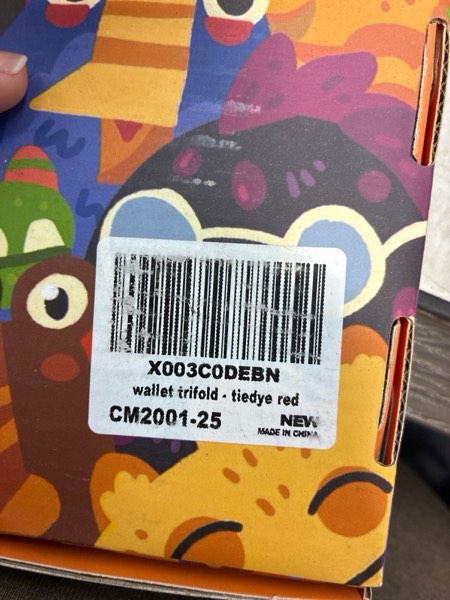 X003C0DEBN
wallet trifold - tiedye red
CM2001-25
NEW
MADE IN CHINA